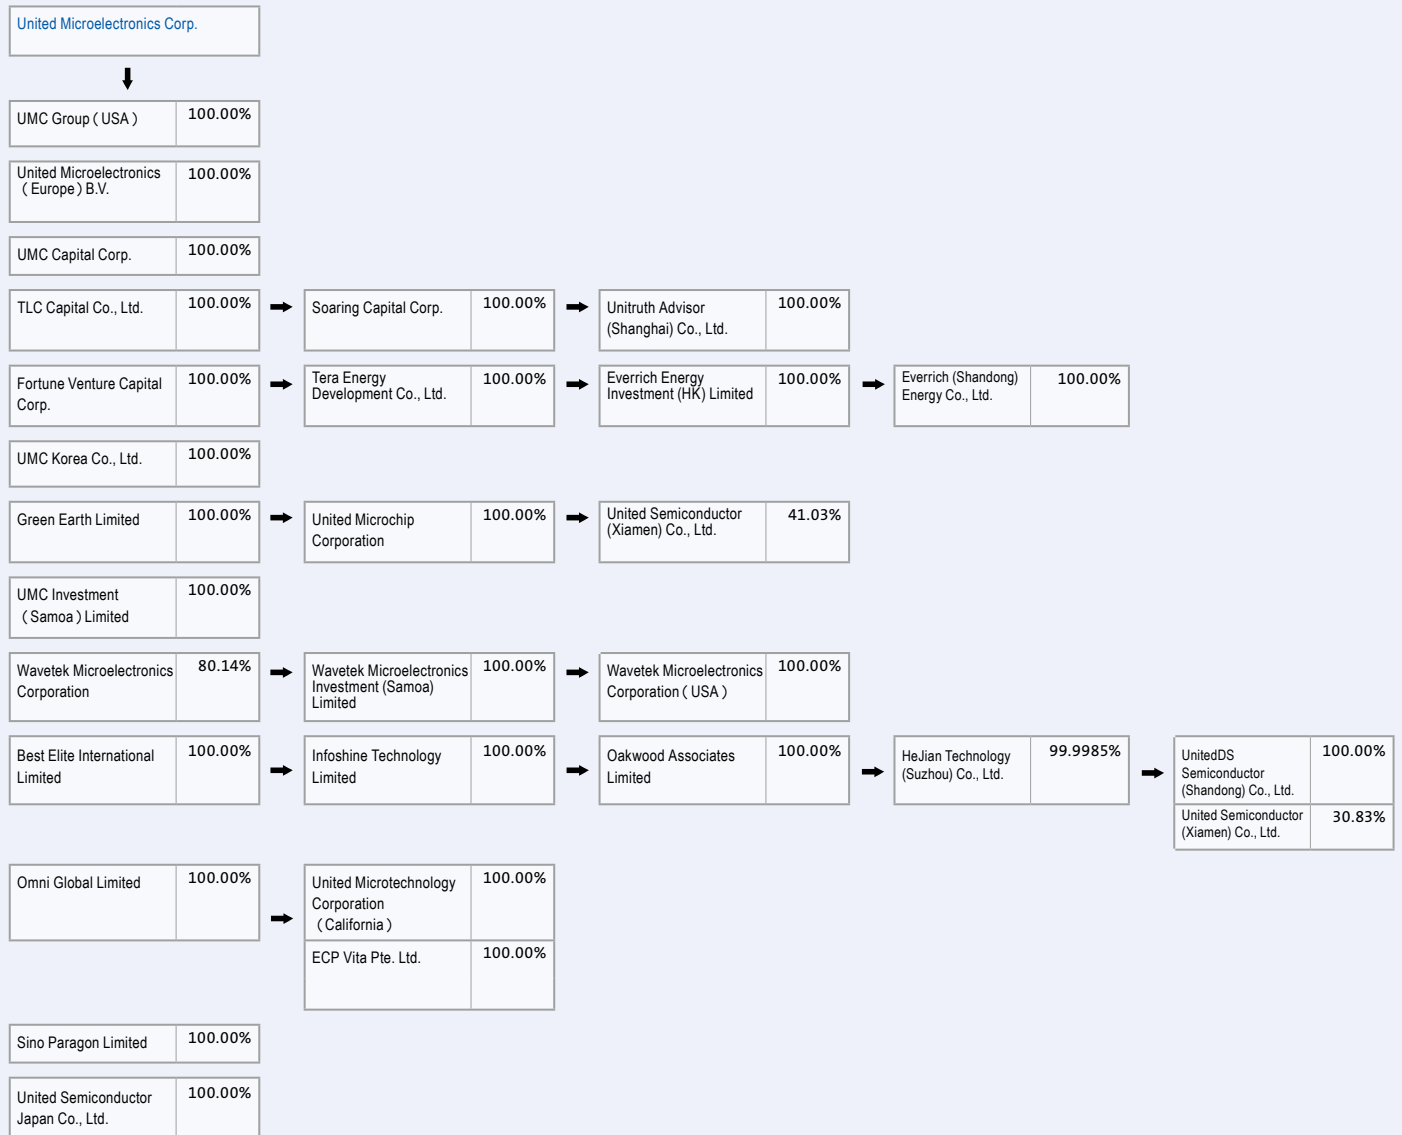 United Microelectronics Corp.
UMC Group ( USA ) 100.00%
United Microelectronics 100.00%
( Europe ) B.V.
UMC Capital Corp. 100.00%
TLC Capital Co., Ltd. 100.00%
Soaring Capital Corp. 100.00%
Unitruth Advisor 100.00%
(Shanghai) Co., Ltd.
Fortune Venture Capital 100.00%
Corp.
Tera Energy 100.00%
Development Co., Ltd.
Everrich Energy 100.00%
Investment (HK) Limited
Everrich (Shandong) 100.00%
Energy Co., Ltd.
UMC Korea Co., Ltd. 100.00%
Green Earth Limited 100.00%
United Microchip 100.00%
Corporation
United Semiconductor 41.03%
(Xiamen) Co., Ltd.
UMC Investment 100.00%
( Samoa ) Limited
Wavetek Microelectronics 80.14%
Corporation
Wavetek Microelectronics 100.00%
Investment (Samoa)
Limited
Wavetek Microelectronics 100.00%
Corporation ( USA )
Best Elite International 100.00%
Limited
Infoshine Technology 100.00%
Limited
Oakwood Associates 100.00%
Limited
HeJian Technology 99.9985%
(Suzhou) Co., Ltd.
UnitedDS 100.00%
Semiconductor
(Shandong) Co., Ltd.
United Semiconductor 30.83%
(Xiamen) Co., Ltd.
Omni Global Limited 100.00%
United Microtechnology 100.00%
Corporation
( California )
ECP Vita Pte. Ltd. 100.00%
Sino Paragon Limited 100.00%
United Semiconductor 100.00%
Japan Co., Ltd.